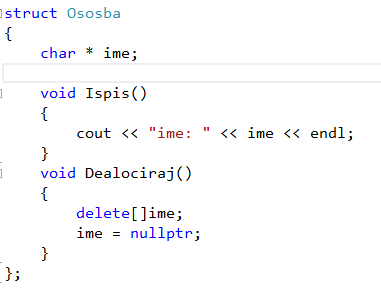 struct Ososba
{
    char * ime;

    void Ispis()
    {
        cout << "ime: " << ime << endl;
    }
    void Dealociraj()
    {
        delete[]ime;
        ime = nullptr;
    }
};